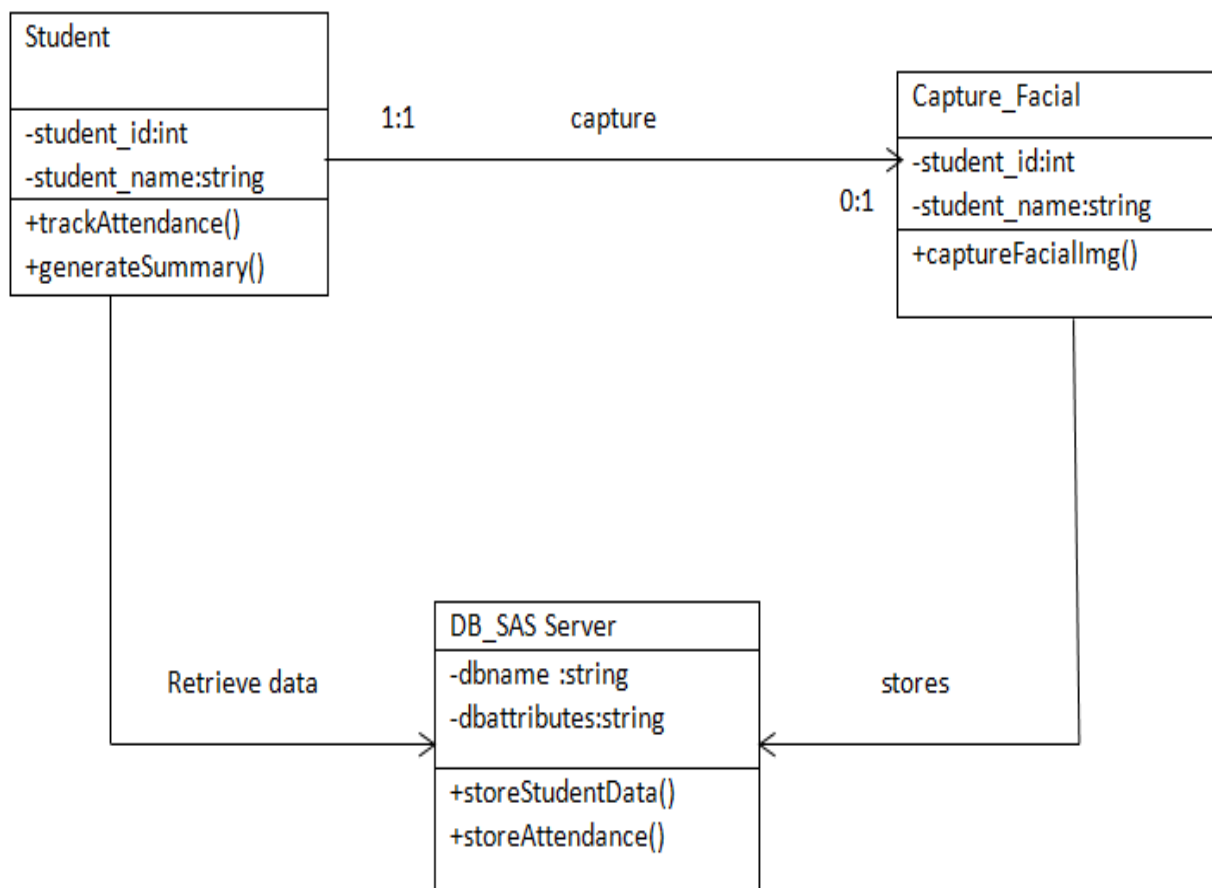 Student
-student_id:int
-student_name:string
+trackAttendance()
+generateSummary()
1:1
capture
0:1
Capture_Facial
-student_id:int
-student_name:string
+captureFacialImg()
Retrieve data
stores
DB_SAS Server
-dbname :string
-dbattributes:string
+storeStudentData()
+storeAttendance()